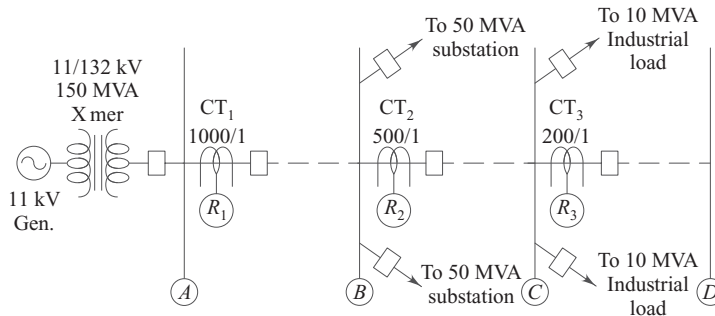 11/132 kV
150 MVA
X mer
11 kV
Gen.
CT1
1000/1
R1
A
To 50 MVA
substation
CT2
500/1
R2
To 50 MVA
substation
B
To 10 MVA
Industrial
load
CT3
200/1
R3
To 10 MVA
Industrial
load
C
D